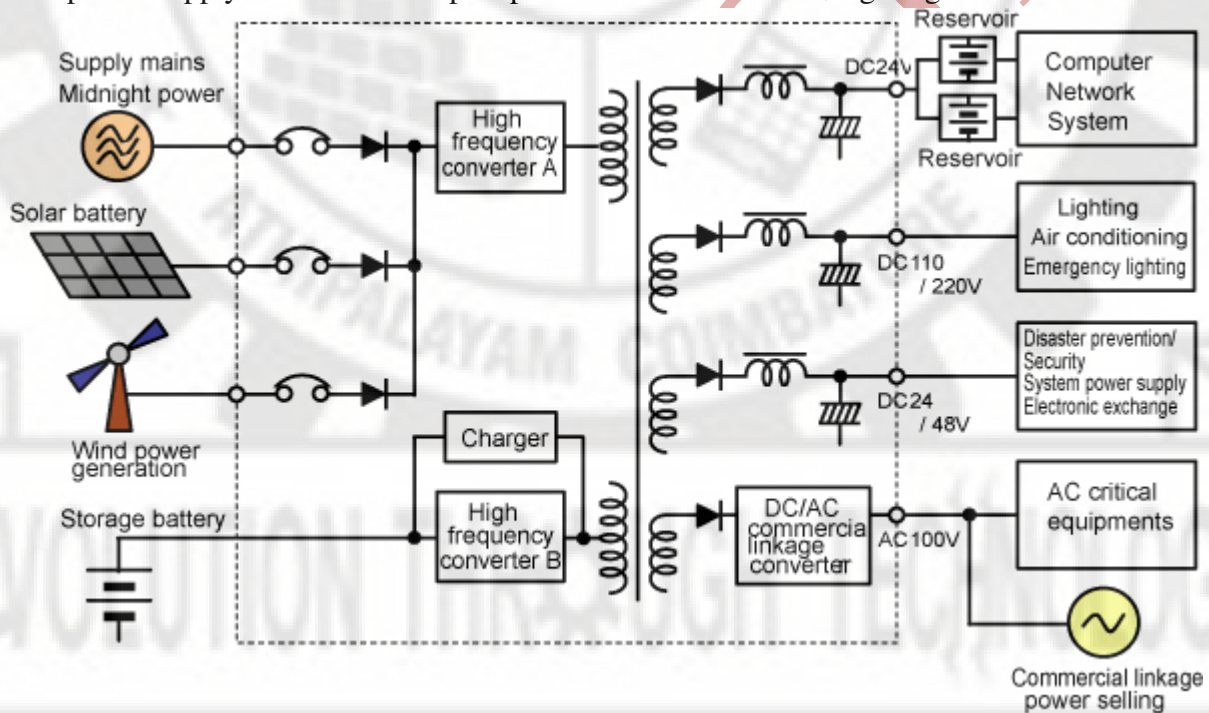 Supply mains
Midnight power
High
frequency
converter A
DC24V
Reservoir
Reservoir
Computer
Network
System
Solar battery
DC110
/ 220V
Lighting
Air conditioning
Emergency lighting
Wind power
generation
DC24
/ 48V
Disaster prevention/
Security
System power supply
Electronic exchange
Charger
Storage battery
High
frequency
converter B
DC/AC
commercia
linkage
converter
AC100V
AC critical
equipments
Commercial linkage
power selling